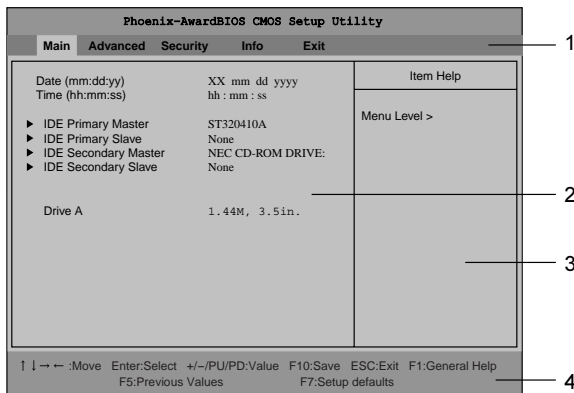 Phoenix-AwardBIOS CMOS Setup Utility
Main Advanced Security Info Exit
1
Date (mm:dd:yy) XX mm dd yyyy
Time (hh:mm:ss) hh : mm : ss
Item Help
Menu Level >
▶ IDE Primary Master ST320410A
▶ IDE Primary Slave None
▶ IDE Secondary Master NEC CD-ROM DRIVE:
▶ IDE Secondary Slave None
2
Drive A 1.44M, 3.5in.
3
↑↓→← :Move Enter:Select +/–/PU/PD:Value F10:Save ESC:Exit F1:General Help
F5:Previous Values F7:Setup defaults
4